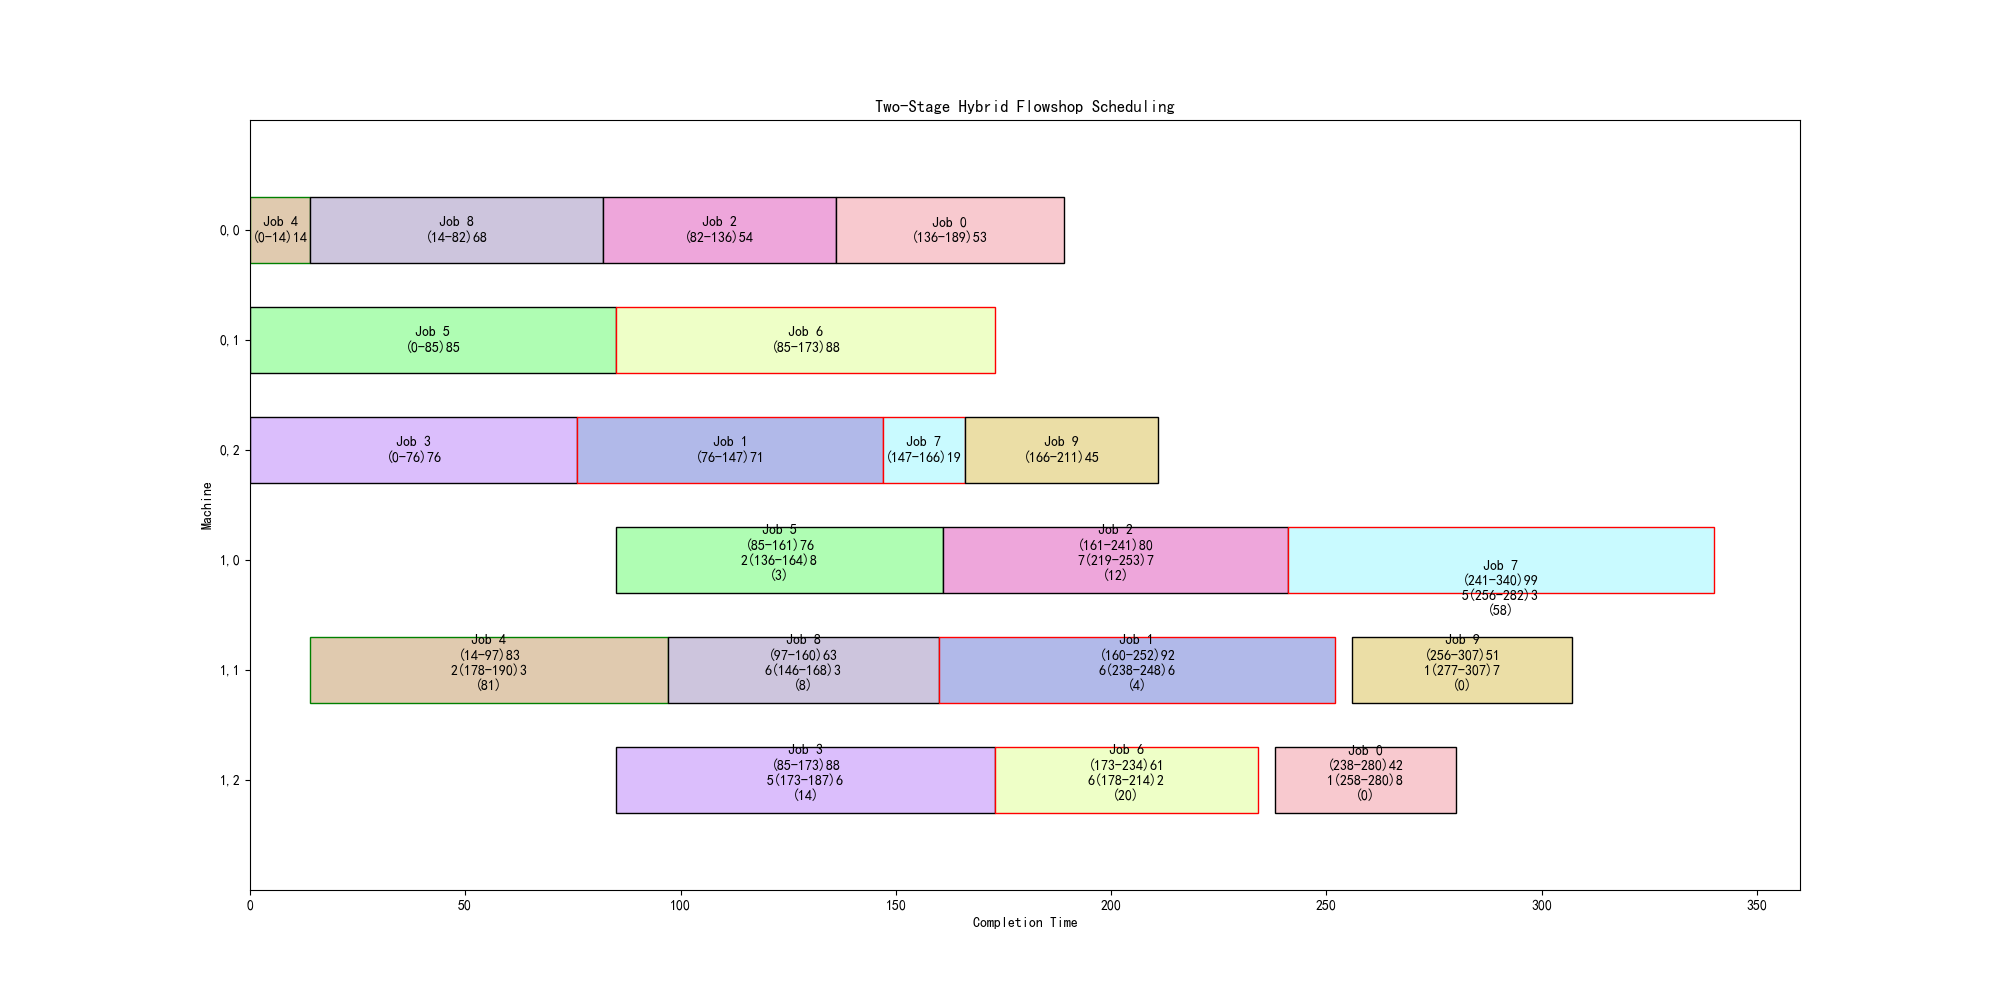 Two-Stage Hybrid Flowshop Scheduling
Machine
0,0
Job 4
(0-14)14
Job 8
(14-82)68
Job 2
(82-136)54
Job 0
(136-189)53
0,1
Job 5
(0-85)85
Job 6
(85-173)88
0,2
Job 3
(0-76)76
Job 1
(76-147)71
Job 7
(147-166)19
Job 9
(166-211)45
1,0
Job 5
(85-161)76
2(136-164)8
(3)
Job 2
(161-241)80
7(219-253)7
(12)
Job 7
(241-340)99
5(256-282)3
(58)
1,1
Job 4
(14-97)83
2(178-190)3
(81)
Job 8
(97-160)63
6(146-168)3
(8)
Job 1
(160-252)92
6(238-248)6
(4)
Job 9
(256-307)51
1(277-307)7
(0)
1,2
Job 3
(85-173)88
5(173-187)6
(14)
Job 6
(173-234)61
6(178-214)2
(20)
Job 0
(238-280)42
1(258-280)8
(0)
0 50 100 150 200 250 300 350
Completion Time